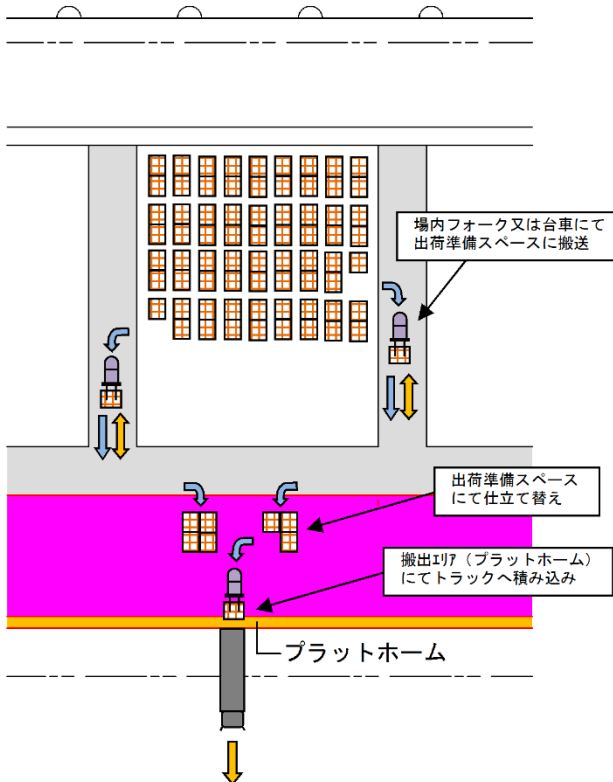 場内フォーク又は台車にて
出荷準備スペースに搬送
出荷準備スペース
にて仕立て替え
搬出ｴﾘｱ（プラットホーム）
にてトラックへ積み込み
プラットホーム